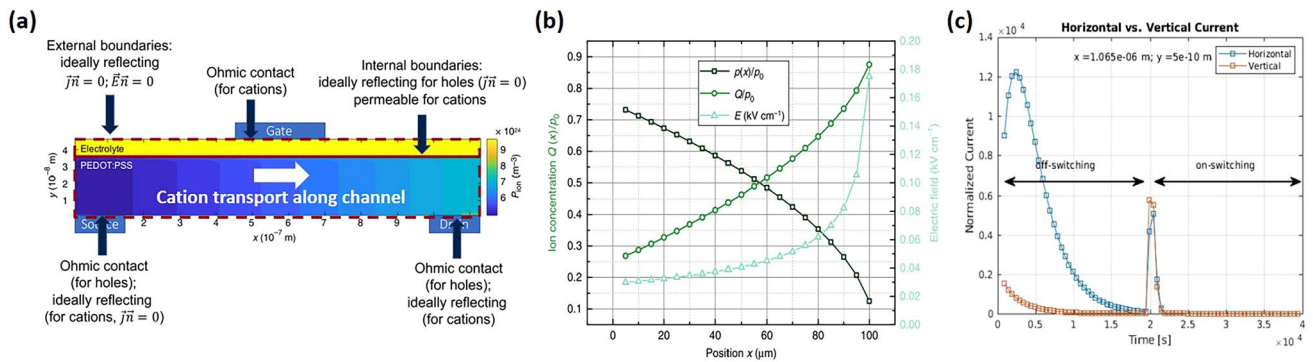 (a)
External boundaries:
ideally reflecting
j⃗n⃗ = 0; E⃗n⃗ = 0
Ohmic contact
(for cations)
Internal boundaries:
ideally reflecting for holes (j⃗n⃗ = 0)
permeable for cations
Gate
Electrolyte
PEDOT:PSS
Cation transport along channel
y (10⁻⁸ m)
4
3
2
1
Source
2 3 4 5 6 7 8 9
x (10⁻⁷ m)
× 10²⁴
9
8
7
6
p_ion (m⁻³)
Ohmic contact
(for holes);
ideally reflecting
(for cations, j⃗n⃗ = 0)
Ohmic contact
(for holes);
ideally reflecting
(for cations)
(b)
Ion concentration Q (x)/p₀
0.9
0.8
0.7
0.6
0.5
0.4
0.3
0.2
0.1
p(x)/p₀
Q/p₀
E (kV cm⁻¹)
0 20 40 60 80 100
Position x (μm)
0.20
0.18
0.16
0.14
0.12
0.10
0.08
0.06
0.04
0.02
0.00
Electric field (kV cm⁻¹)
(c)
Horizontal vs. Vertical Current
×10⁻⁴
1.4
1.2
1
0.8
0.6
0.4
0.2
0
Normalized Current
x =1.065e-06 m; y =5e-10 m
Horizontal
Vertical
off-switching
on-switching
0 0.5 1 1.5 2 2.5 3 3.5 4
Time [s]
×10⁻⁴